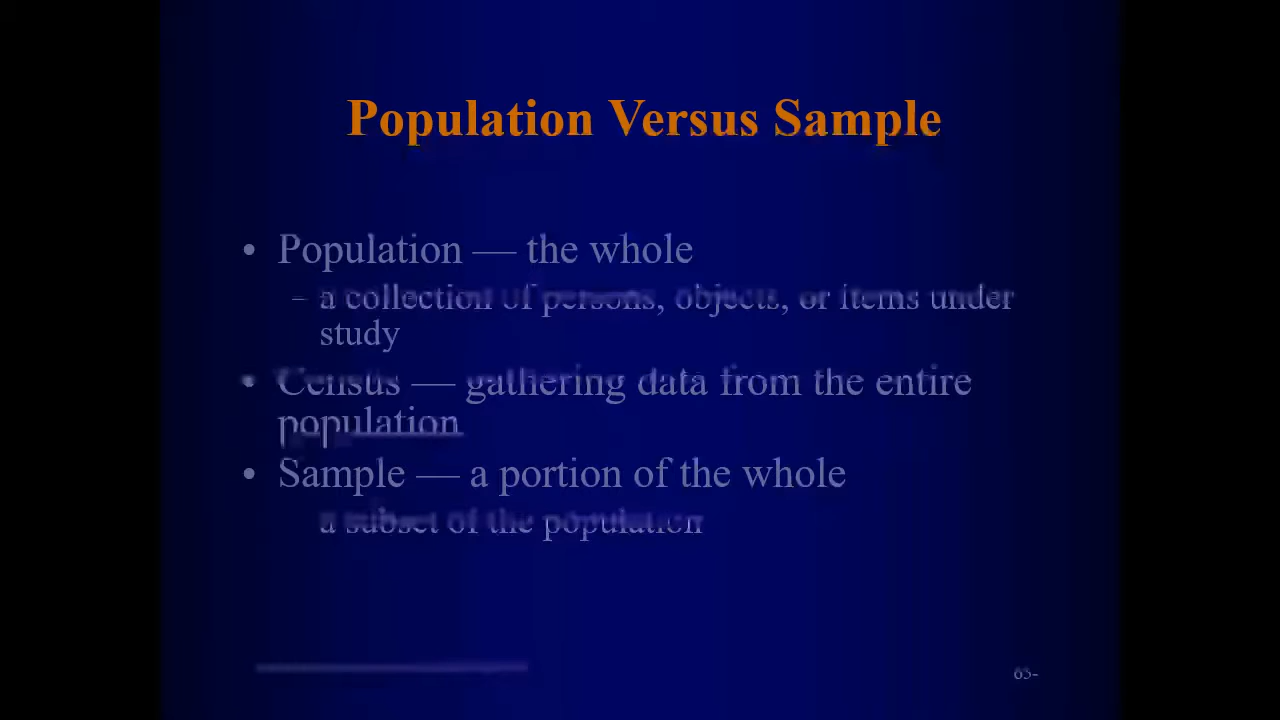 Population Versus Sample
• Population — the whole
– a collection of persons, objects, or items under
study
• Census — gathering data from the entire
population
• Sample — a portion of the whole
a subset of the population